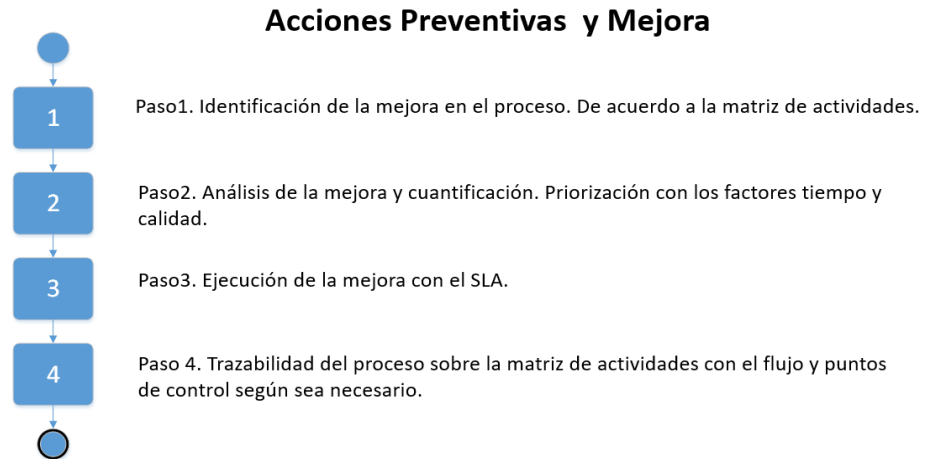 Acciones Preventivas y Mejora
1
Paso1. Identificación de la mejora en el proceso. De acuerdo a la matriz de actividades.
2
Paso2. Análisis de la mejora y cuantificación. Priorización con los factores tiempo y
calidad.
3
Paso3. Ejecución de la mejora con el SLA.
4
Paso 4. Trazabilidad del proceso sobre la matriz de actividades con el flujo y puntos
de control según sea necesario.